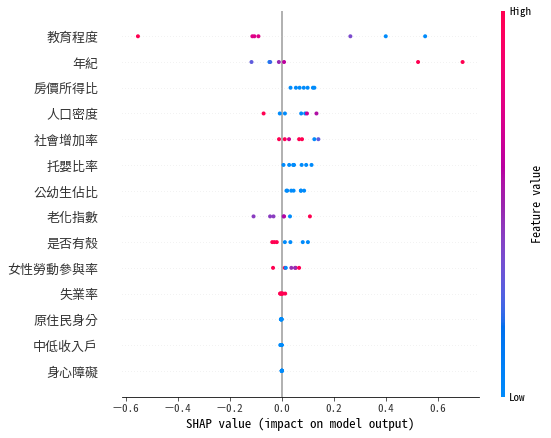 High
教育程度
年紀
房價所得比
人口密度
社會增加率
托嬰比率
公幼生佔比
老化指數
是否有殼
女性勞動參與率
失業率
原住民身分
中低收入戶
身心障礙
Feature value
Low
−0.6 −0.4 −0.2 0.0 0.2 0.4 0.6
SHAP value (impact on model output)